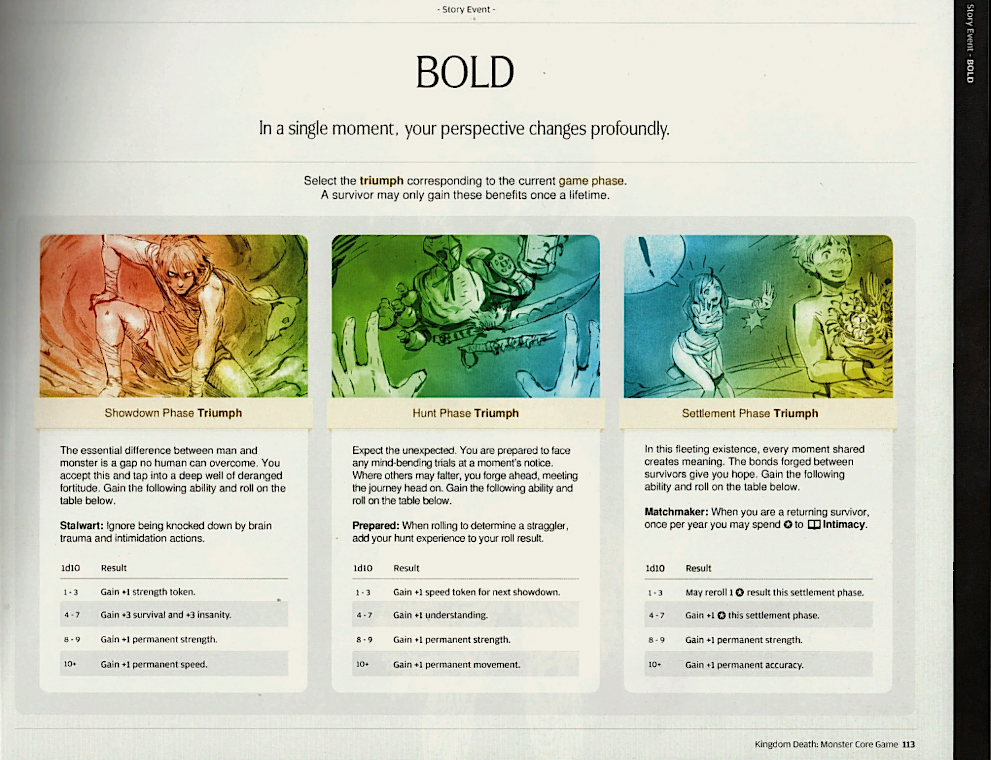 - Story Event -
Story Event - BOLD
BOLD
In a single moment, your perspective changes profoundly.
Select the triumph corresponding to the current game phase.
A survivor may only gain these benefits once a lifetime.
Showdown Phase Triumph
The essential difference between man and
monster is a gap no human can overcome. You
accept this and tap into a deep well of deranged
fortitude. Gain the following ability and roll on the
table below.
Stalwart: Ignore being knocked down by brain
trauma and intimidation actions.
1d10 Result
1 - 3 Gain +1 strength token.
4 - 7 Gain +3 survival and +3 insanity.
8 - 9 Gain +1 permanent strength.
10+ Gain +1 permanent speed.
Hunt Phase Triumph
Expect the unexpected. You are prepared to face
any mind-bending trials at a moment's notice.
Where others may falter, you forge ahead, meeting
the journey head on. Gain the following ability and
roll on the table below.
Prepared: When rolling to determine a straggler,
add your hunt experience to your roll result.
1d10 Result
1 - 3 Gain +1 speed token for next showdown.
4 - 7 Gain +1 understanding.
8 - 9 Gain +1 permanent strength.
10+ Gain +1 permanent movement.
!
Settlement Phase Triumph
In this fleeting existence, every moment shared
creates meaning. The bonds forged between
survivors give you hope. Gain the following
ability and roll on the table below.
Matchmaker: When you are a returning survivor,
once per year you may spend to Intimacy.
1d10 Result
1 - 3 May reroll 1 result this settlement phase.
4 - 7 Gain +1 this settlement phase.
8 - 9 Gain +1 permanent strength.
10+ Gain +1 permanent accuracy.
Kingdom Death: Monster Core Game 113